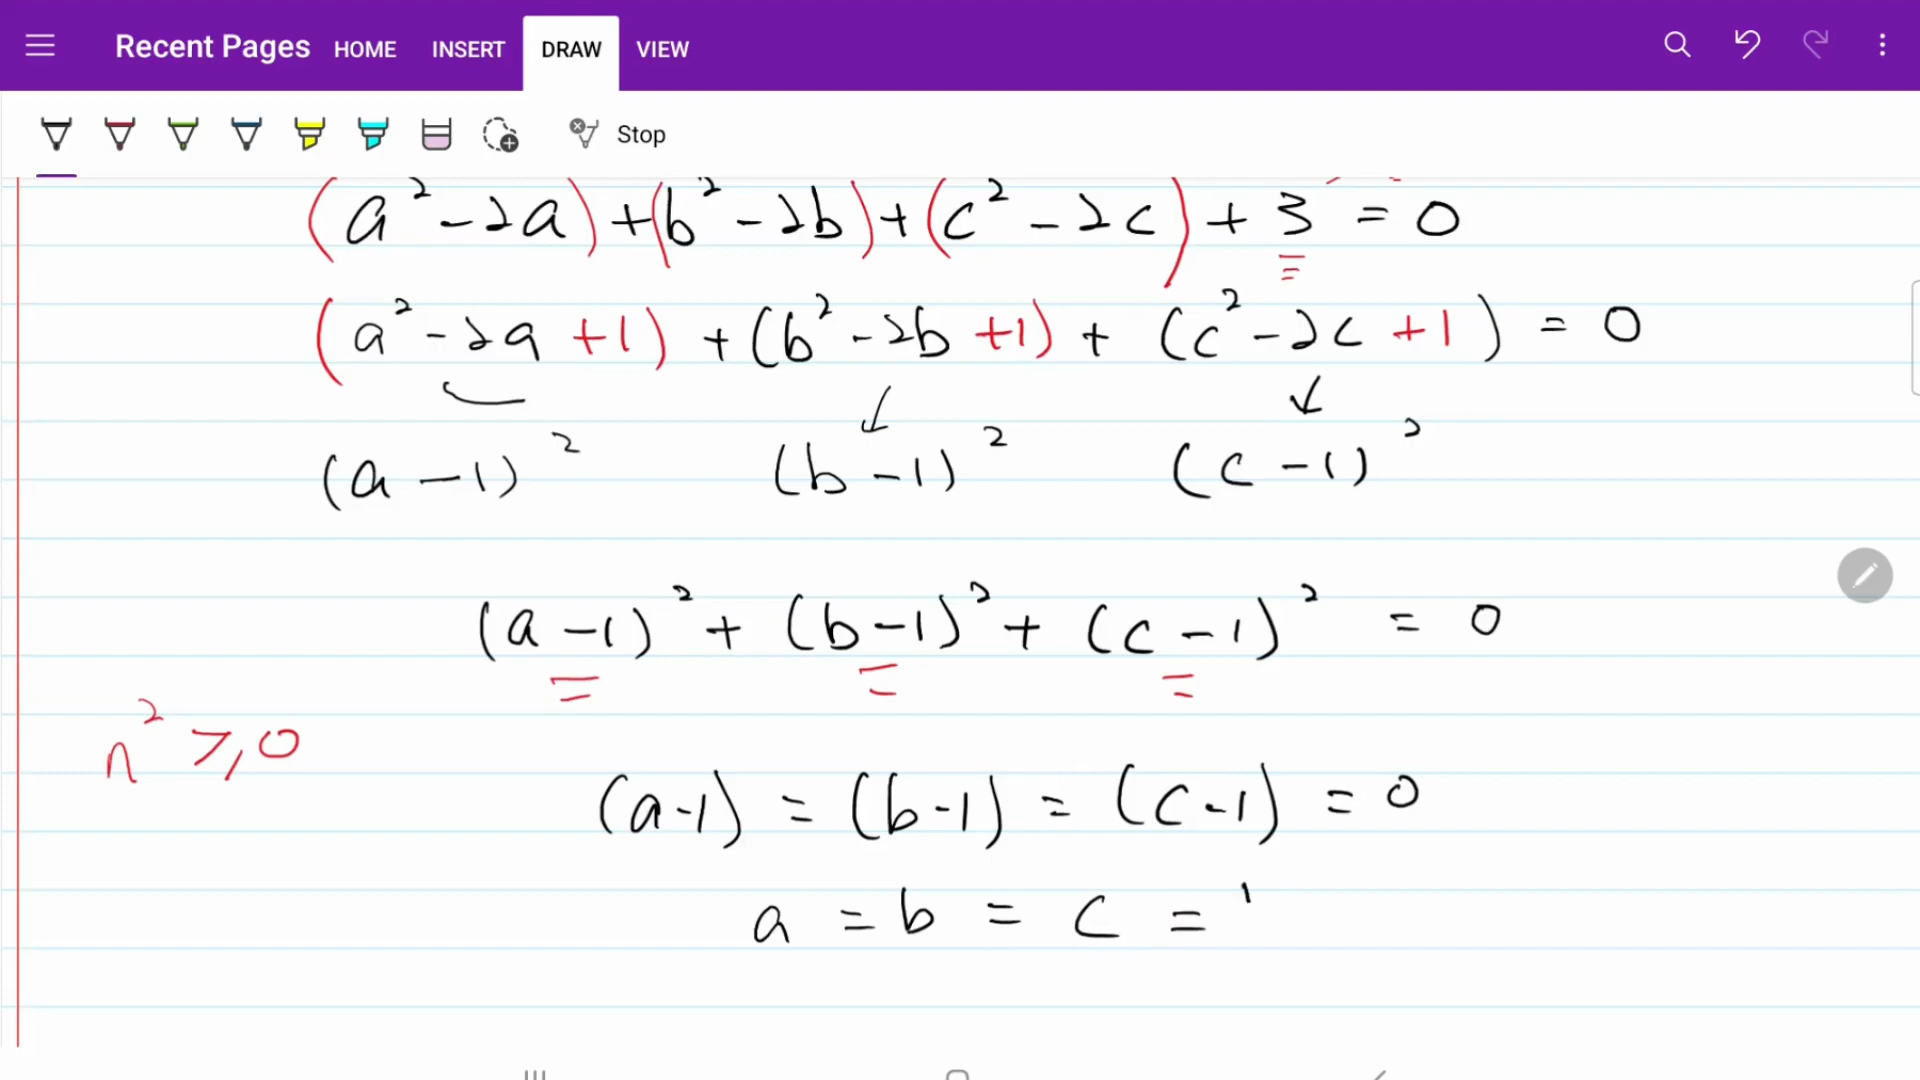 Recent Pages HOME INSERT DRAW VIEW
Stop
(a² - 2a) + (b² - 2b) + (c² - 2c) + 3 = 0
(a² - 2a + 1) + (b² - 2b + 1) + (c² - 2c + 1) = 0
(a - 1)² (b - 1)² (c - 1)²
(a - 1)² + (b - 1)² + (c - 1)² = 0
n² ≥ 0
(a - 1) = (b - 1) = (c - 1) = 0
a = b = c =